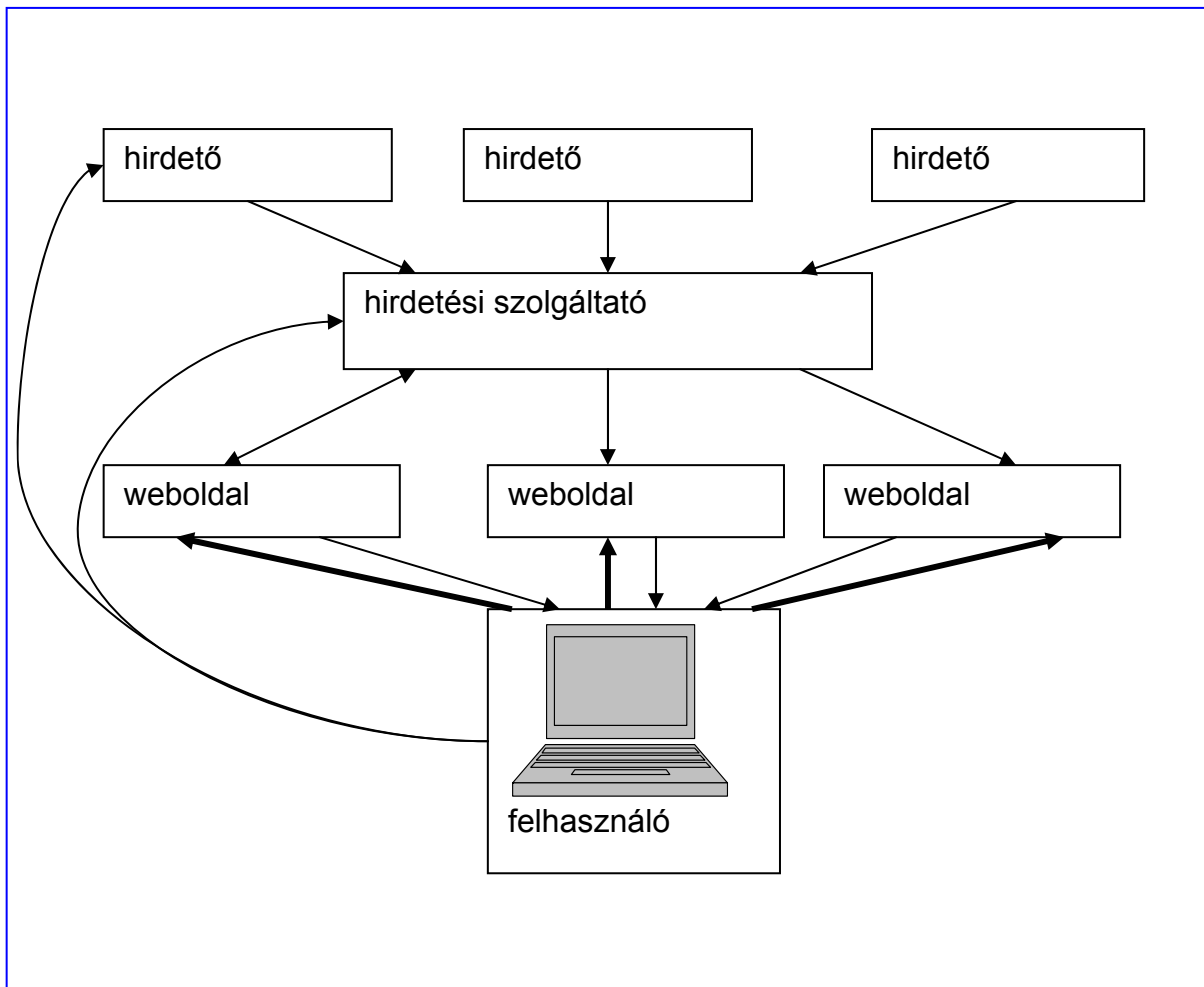 hirdető
hirdető
hirdető
hirdetési szolgáltató
weboldal
weboldal
weboldal
felhasználó